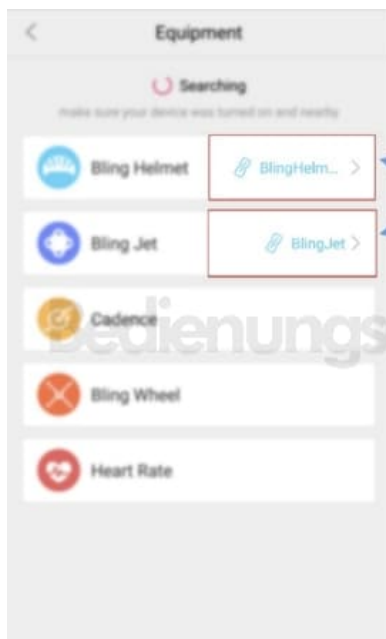 Equipment
Searching
make sure your device was turned on and nearby
Bling Helmet BlingHelm...
Bling Jet BlingJet
Cadence
Bedienungs
Bling Wheel
Heart Rate